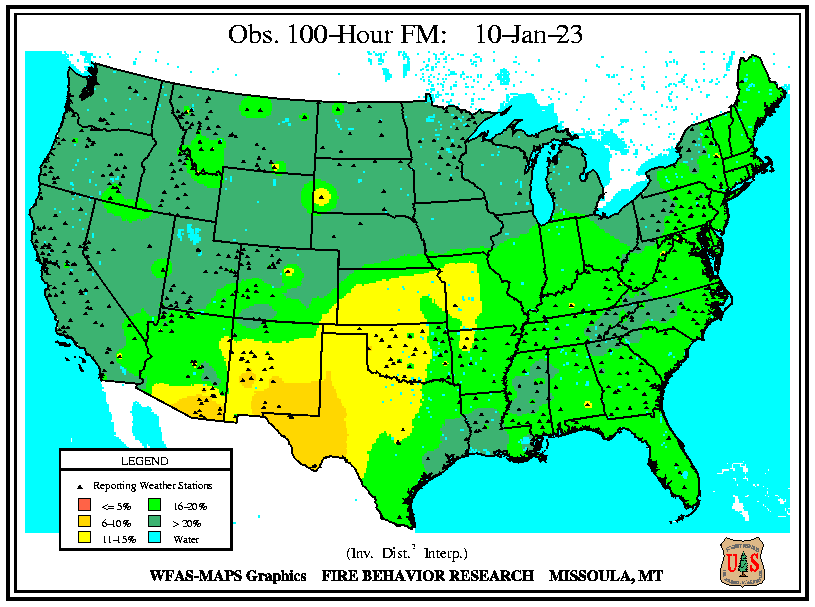 Obs. 100-Hour FM: 10-Jan-23
LEGEND
Reporting Weather Stations
<= 5% 16-20%
6-10% > 20%
11-15% Water
(Inv. Dist.² Interp.)
WFAS-MAPS Graphics FIRE BEHAVIOR RESEARCH MISSOULA, MT
U S